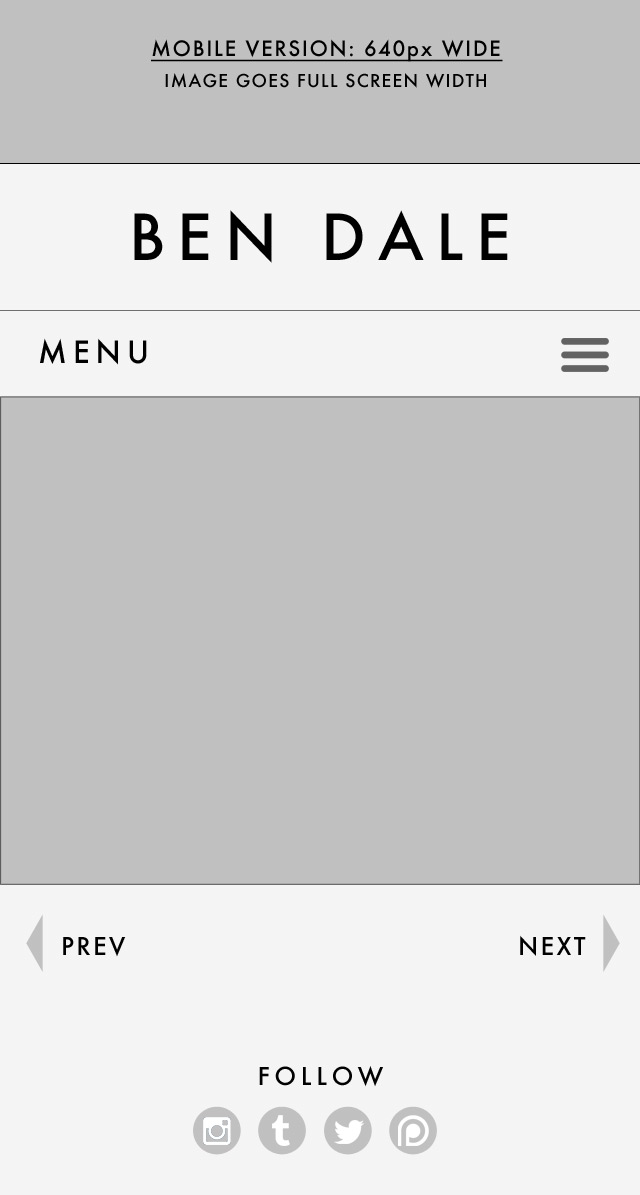 MOBILE VERSION: 640px WIDE
IMAGE GOES FULL SCREEN WIDTH
BEN DALE
MENU
PREV
NEXT
FOLLOW